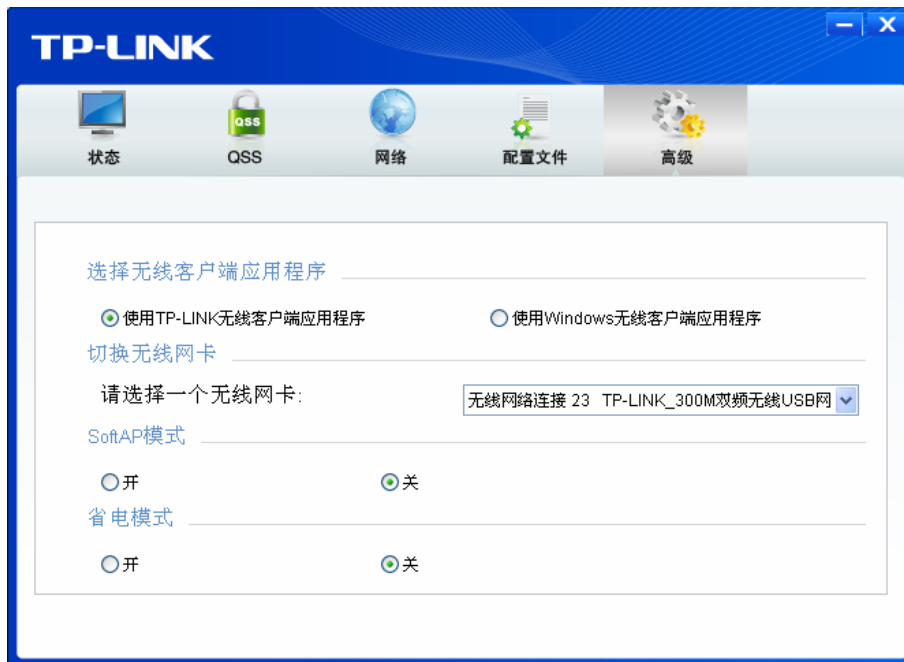 TP-LINK
QSS
状态 QSS 网络 配置文件 高级
选择无线客户端应用程序
使用TP-LINK无线客户端应用程序 使用Windows无线客户端应用程序
切换无线网卡
请选择一个无线网卡: 无线网络连接 23 TP-LINK_300M双频无线USB网
SoftAP模式
开 关
省电模式
开 关